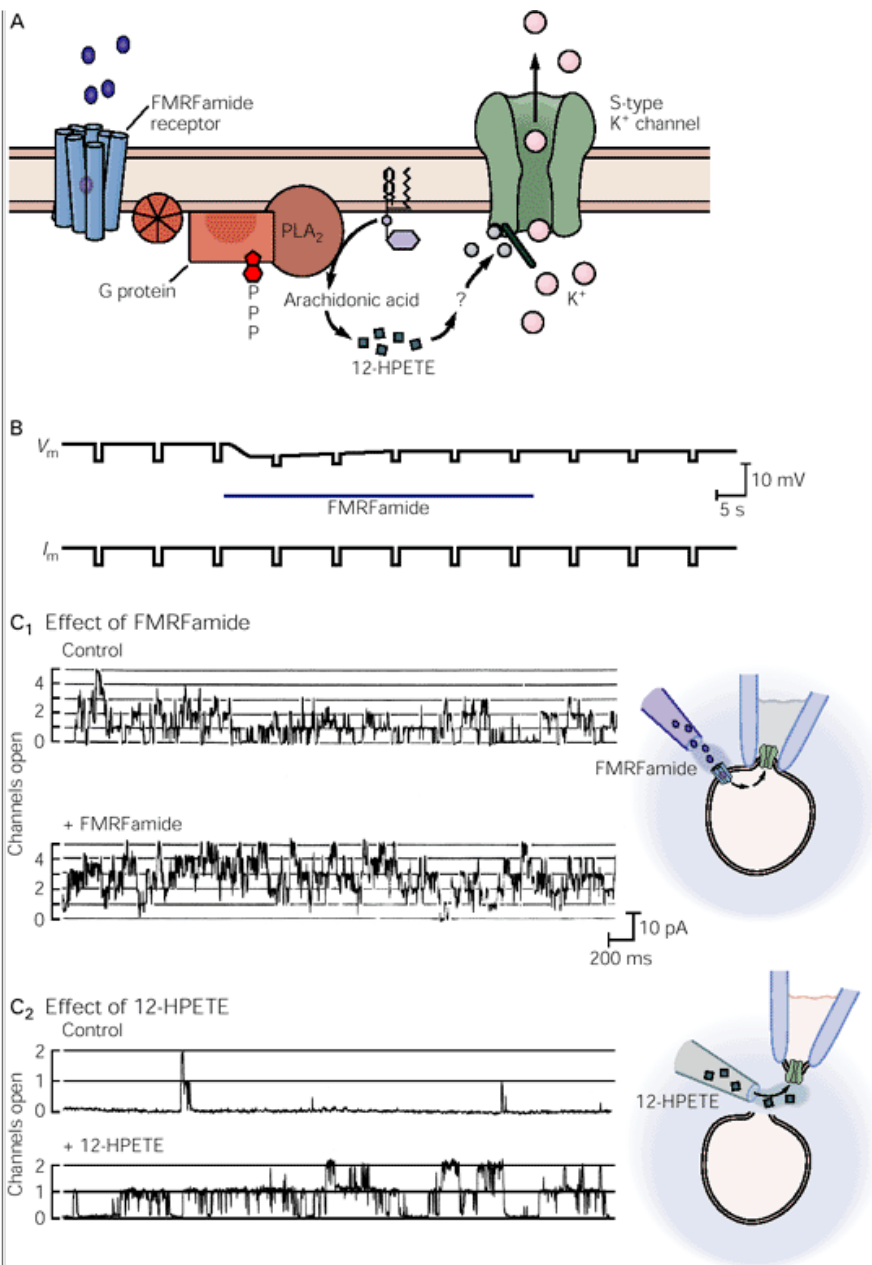 A
FMRFamide
receptor
S-type
K+ channel
PLA2
G protein
P
P
P
Arachidonic acid
?
K+
12-HPETE
B
Vm
10 mV
5 s
FMRFamide
Im
C1 Effect of FMRFamide
Control
4
2
0
FMRFamide
Channels open
+ FMRFamide
4
2
0
10 pA
200 ms
C2 Effect of 12-HPETE
Control
2
1
0
12-HPETE
Channels open
+ 12-HPETE
2
1
0